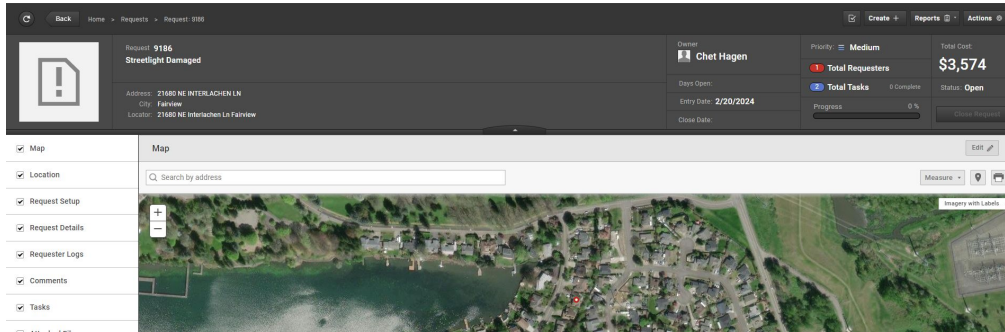 Back Home » Requests » Request: 9186 Create + Reports Actions
Request 9186
Streetlight Damaged
Address: 21680 NE INTERLACHEN LN
City: Fairview
Locator: 21680 NE Interlachen Ln Fairview
Owner
Chet Hagen
Days Open:
Entry Date: 2/20/2024
Close Date:
Priority: Medium
1 Total Requesters
2 Total Tasks 0 Complete
Progress 0 %
Total Cost:
$3,574
Status: Open
Close Request
Map
Location
Request Setup
Request Details
Requester Logs
Comments
Tasks
Map Edit
Search by address Measure
+
−
Imagery with Labels